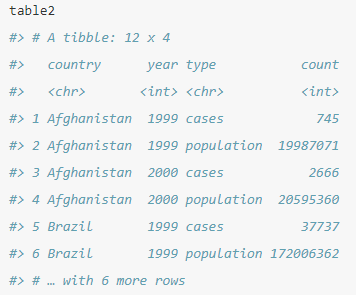 table2
#> # A tibble: 12 x 4
#>   country      year type           count
#>   <chr>       <int> <chr>          <int>
#> 1 Afghanistan  1999 cases            745
#> 2 Afghanistan  1999 population  19987071
#> 3 Afghanistan  2000 cases           2666
#> 4 Afghanistan  2000 population  20595360
#> 5 Brazil       1999 cases          37737
#> 6 Brazil       1999 population 172006362
#> # … with 6 more rows